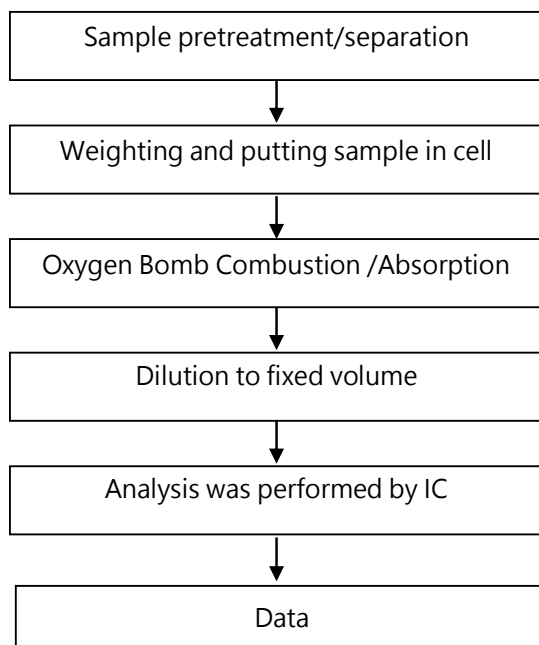 Sample pretreatment/separation
Weighting and putting sample in cell
Oxygen Bomb Combustion /Absorption
Dilution to fixed volume
Analysis was performed by IC
Data